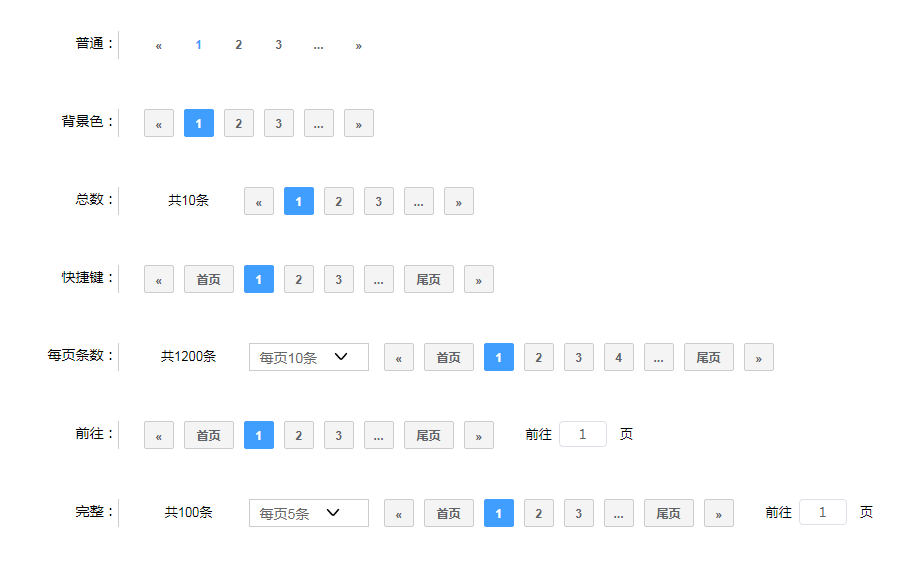 普通： « 1 2 3 ... »
背景色： « 1 2 3 ... »
总数： 共10条 « 1 2 3 ... »
快捷键： « 首页 1 2 3 ... 尾页 »
每页条数： 共1200条 每页10条 « 首页 1 2 3 4 ... 尾页 »
前往： « 首页 1 2 3 ... 尾页 » 前往 1 页
完整： 共100条 每页5条 « 首页 1 2 3 ... 尾页 » 前往 1 页